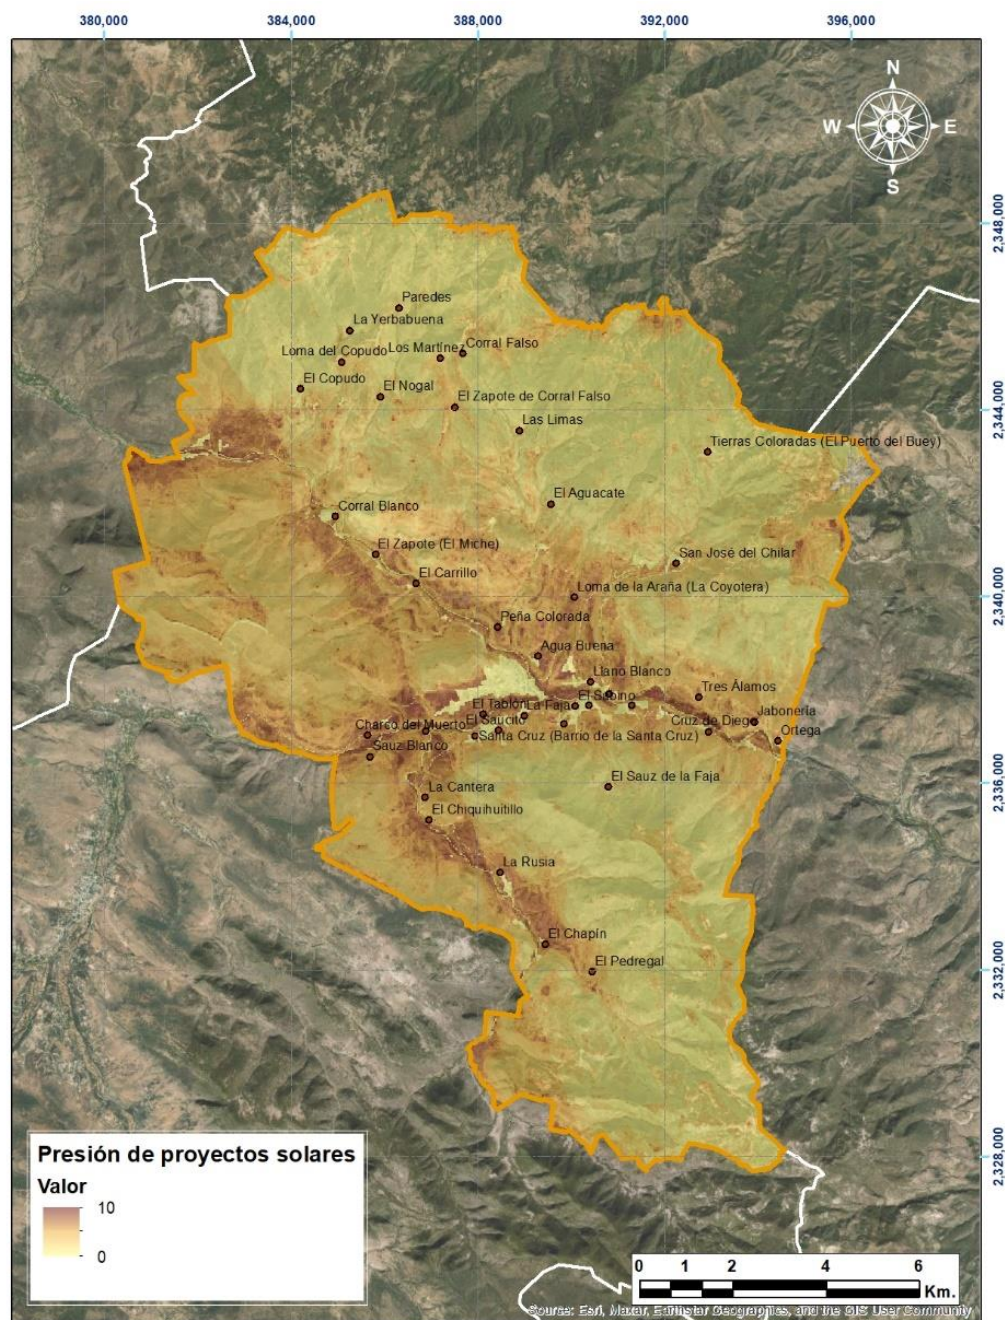 380,000
384,000
388,000
392,000
396,000
N
W
E
S
2,348,000
2,344,000
2,340,000
2,336,000
2,332,000
2,328,000
Paredes
La Yerbabuena
Loma del Copudo
Los Martínez
Corral Falso
El Copudo
El Nogal
El Zapote de Corral Falso
Las Limas
Tierras Coloradas (El Puerto del Buey)
El Aguacate
Corral Blanco
El Zapote (El Miche)
San José del Chilar
El Carrillo
Loma de la Araña (La Coyotera)
Peña Colorada
Agua Buena
Llano Blanco
El Sabino
Tres Álamos
El Tablón
La Faja
Charco del Muerto
El Saucito
Cruz de Diego
Jabonería
Santa Cruz (Barrio de la Santa Cruz)
Ortega
Sauz Blanco
El Sauz de la Faja
La Cantera
El Chiquihuitillo
La Rusia
El Chapín
El Pedregal
Presión de proyectos solares
Valor
10
0
0 1 2 4 6
Km.
Source: Esri, Maxar, Earthstar Geographics, and the GIS User Community